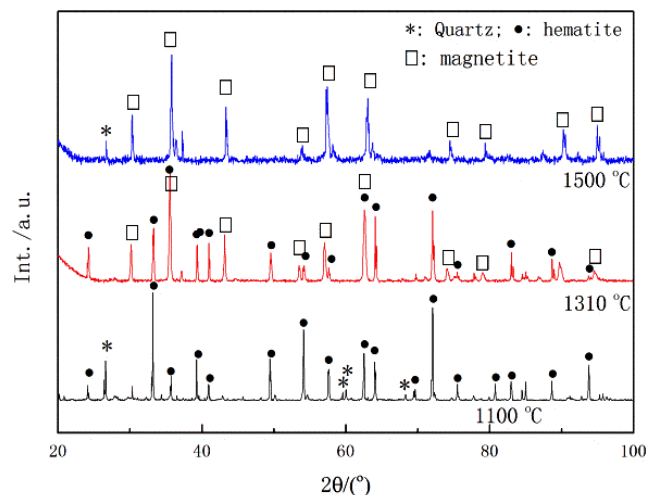 *: Quartz; ●: hematite
□: magnetite
1500 ℃
1310 ℃
1100 ℃
Int./a.u.
20 40 60 80 100
2θ/(°)